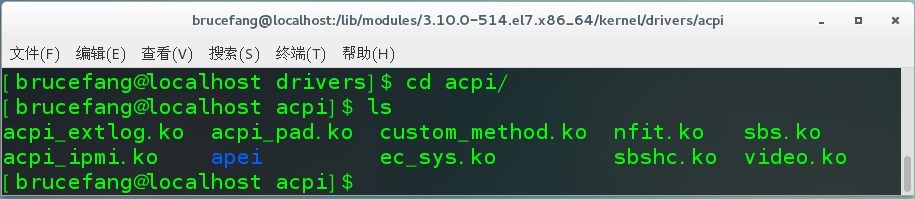 brucefang@localhost:/lib/modules/3.10.0-514.el7.x86_64/kernel/drivers/acpi
文件(F) 编辑(E) 查看(V) 搜索(S) 终端(T) 帮助(H)
[brucefang@localhost drivers]$ cd acpi/
[brucefang@localhost acpi]$ ls
acpi_extlog.ko acpi_pad.ko custom_method.ko nfit.ko sbs.ko
acpi_ipmi.ko apei ec_sys.ko sbshc.ko video.ko
[brucefang@localhost acpi]$